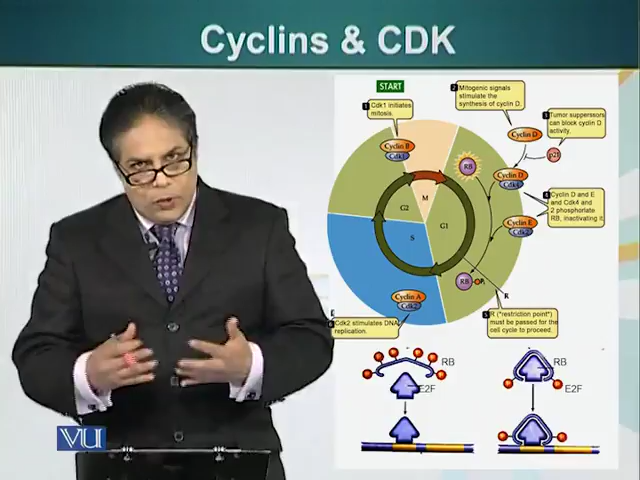 Cyclins & CDK
START
1 Cdk1 initiates
mitosis.
2 Mitogenic signals
stimulate the
synthesis of cyclin D.
3 Tumor supperssors
can block cyclin D
activity.
Cyclin D
p21
Cyclin B
Cdk1
RB
Cyclin D
Cdk4
4 Cyclin D and E
and Cdk4 and
2 phosphorlate
RB, inactivating it.
Cyclin E
Cdk2
G2
M
G1
S
RB
P
R
Cyclin A
Cdk2
Cdk2 stimulates DNA
replication.
5 R ("restriction point")
must be passed for the
cell cycle to proceed.
RB
E2F
RB
E2F
VU